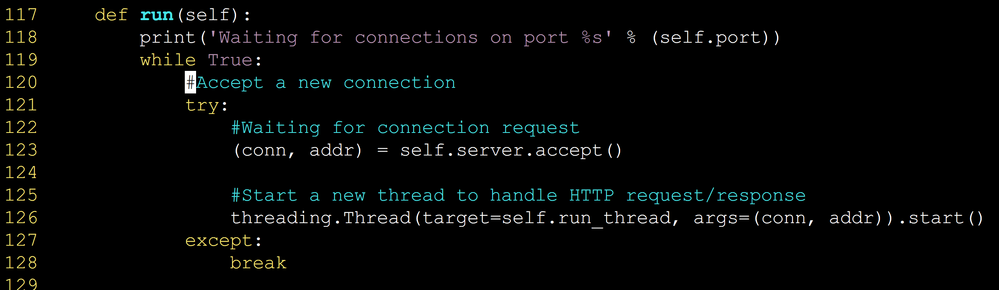 117     def run(self):
118         print('Waiting for connections on port %s' % (self.port))
119         while True:
120             #Accept a new connection
121             try:
122                 #Waiting for connection request
123                 (conn, addr) = self.server.accept()
124
125                 #Start a new thread to handle HTTP request/response
126                 threading.Thread(target=self.run_thread, args=(conn, addr)).start()
127             except:
128                 break
129